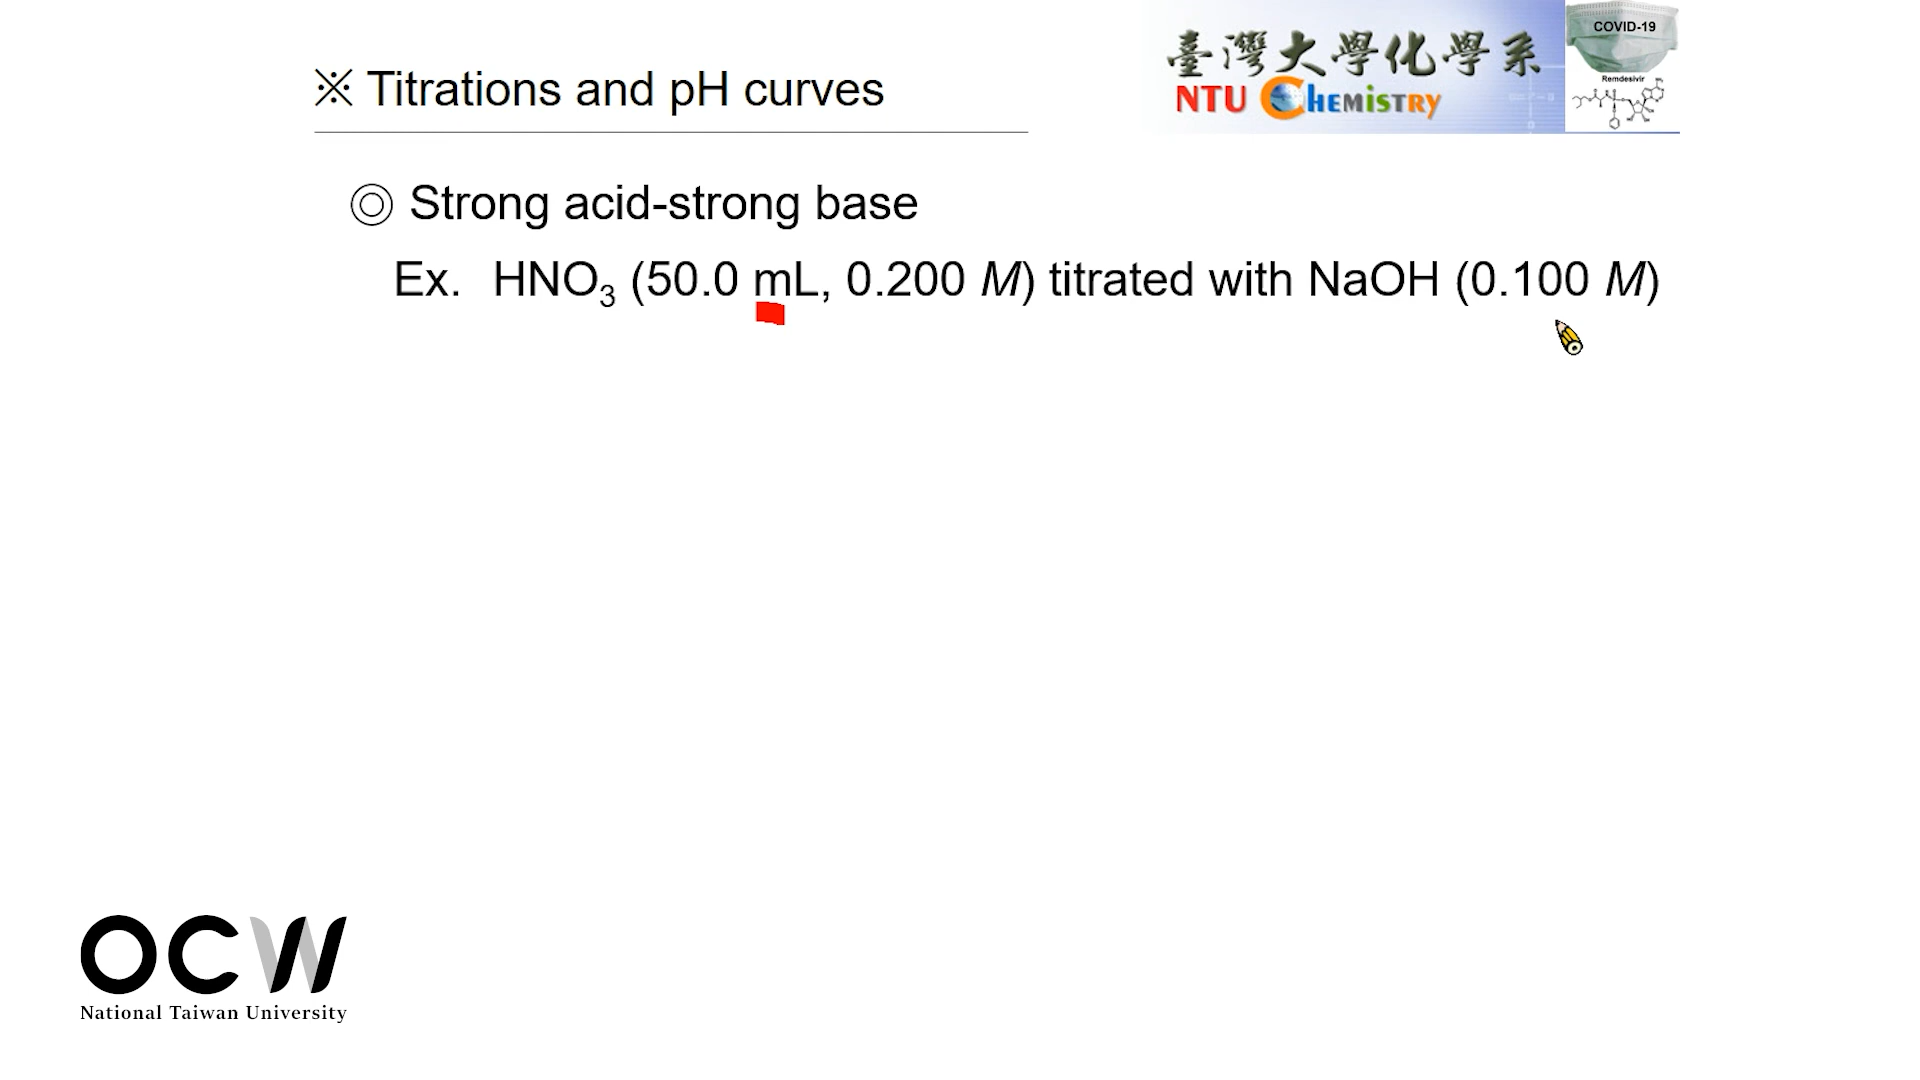 ※ Titrations and pH curves
臺灣大學化學系
NTU Chemistry
COVID-19
Remdesivir
◎ Strong acid-strong base
Ex. HNO₃ (50.0 mL, 0.200 M) titrated with NaOH (0.100 M)
OCW
National Taiwan University